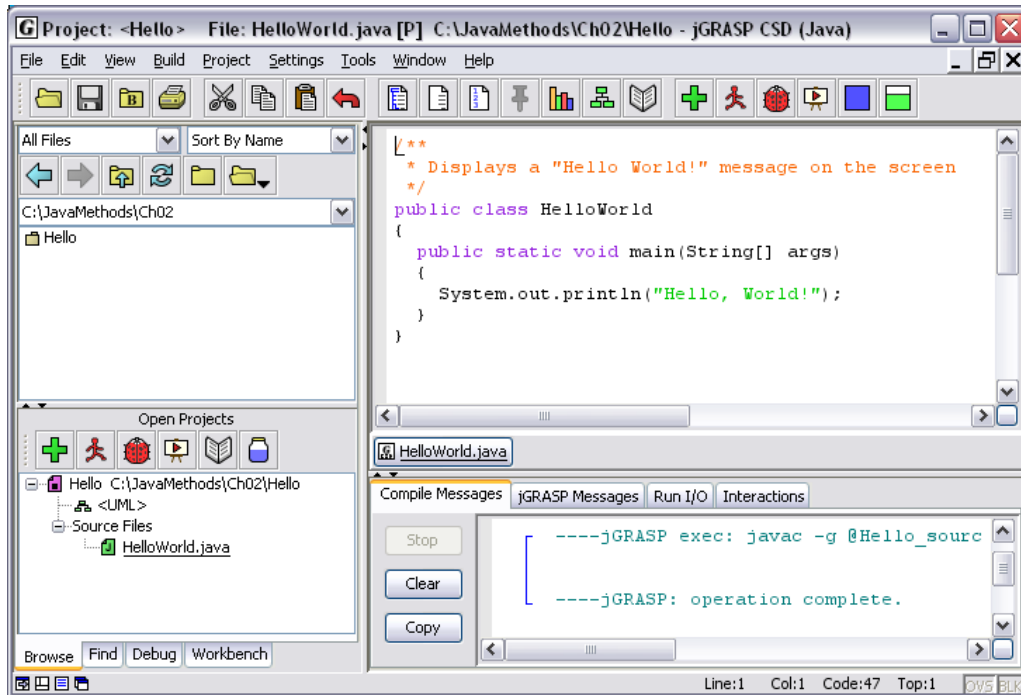 Project: <Hello> File: HelloWorld.java [P] C:\JavaMethods\Ch02\Hello - jGRASP CSD (Java)
File Edit View Build Project Settings Tools Window Help
All Files Sort By Name
C:\JavaMethods\Ch02
Hello
/**
* Displays a "Hello World!" message on the screen
*/
public class HelloWorld
{
public static void main(String[] args)
{
System.out.println("Hello, World!");
}
}
Open Projects
Hello C:\JavaMethods\Ch02\Hello
<UML>
Source Files
HelloWorld.java
Browse Find Debug Workbench
HelloWorld.java
Compile Messages jGRASP Messages Run I/O Interactions
Stop
Clear
Copy
----jGRASP exec: javac -g @Hello_sourc
----jGRASP: operation complete.
Line:1 Col:1 Code:47 Top:1 OVS BLK